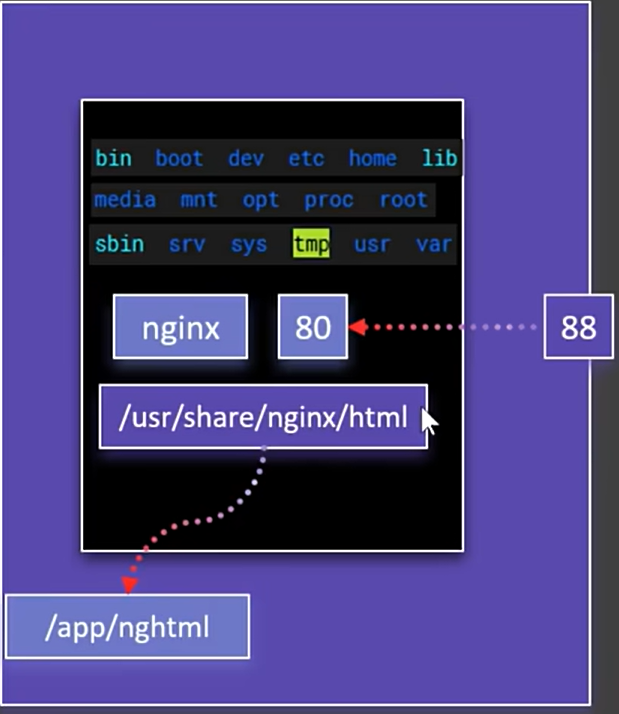 bin boot dev etc home lib
media mnt opt proc root
sbin srv sys tmp usr var
nginx 80 88
/usr/share/nginx/html
/app/nghtml